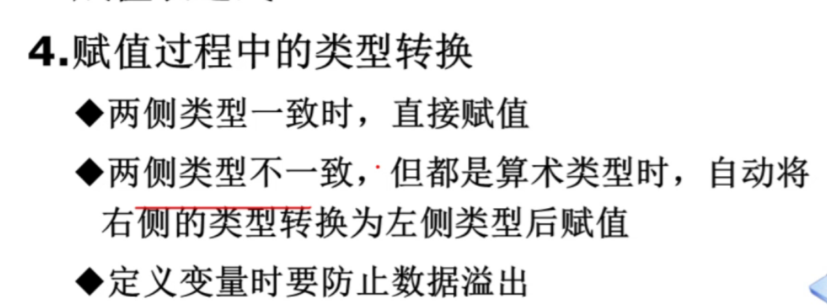 4.赋值过程中的类型转换
◆两侧类型一致时，直接赋值
◆两侧类型不一致，但都是算术类型时，自动将
右侧的类型转换为左侧类型后赋值
◆定义变量时要防止数据溢出